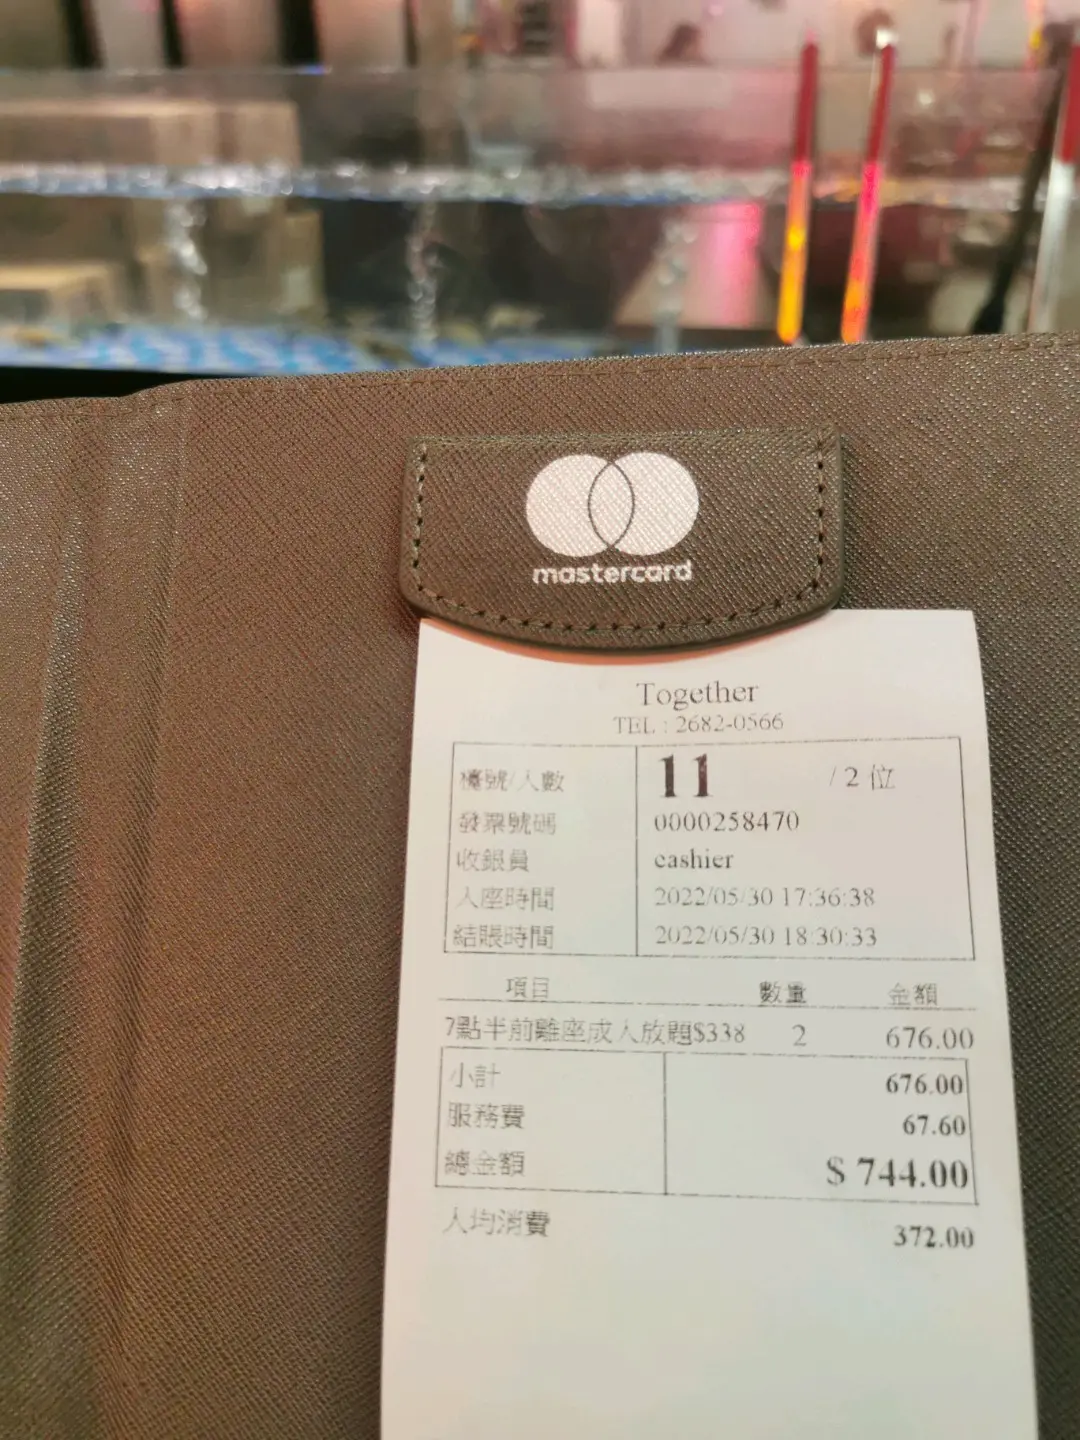 mastercard
Together
TEL : 2682-0566
檯號/人數 11 / 2 位
發票號碼 0000258470
收銀員 cashier
入座時間 2022/05/30 17:36:38
結賬時間 2022/05/30 18:30:33
項目 數量 金額
7點半前離座成人放題$338 2 676.00
小計 676.00
服務費 67.60
總金額 $ 744.00
人均消費 372.00